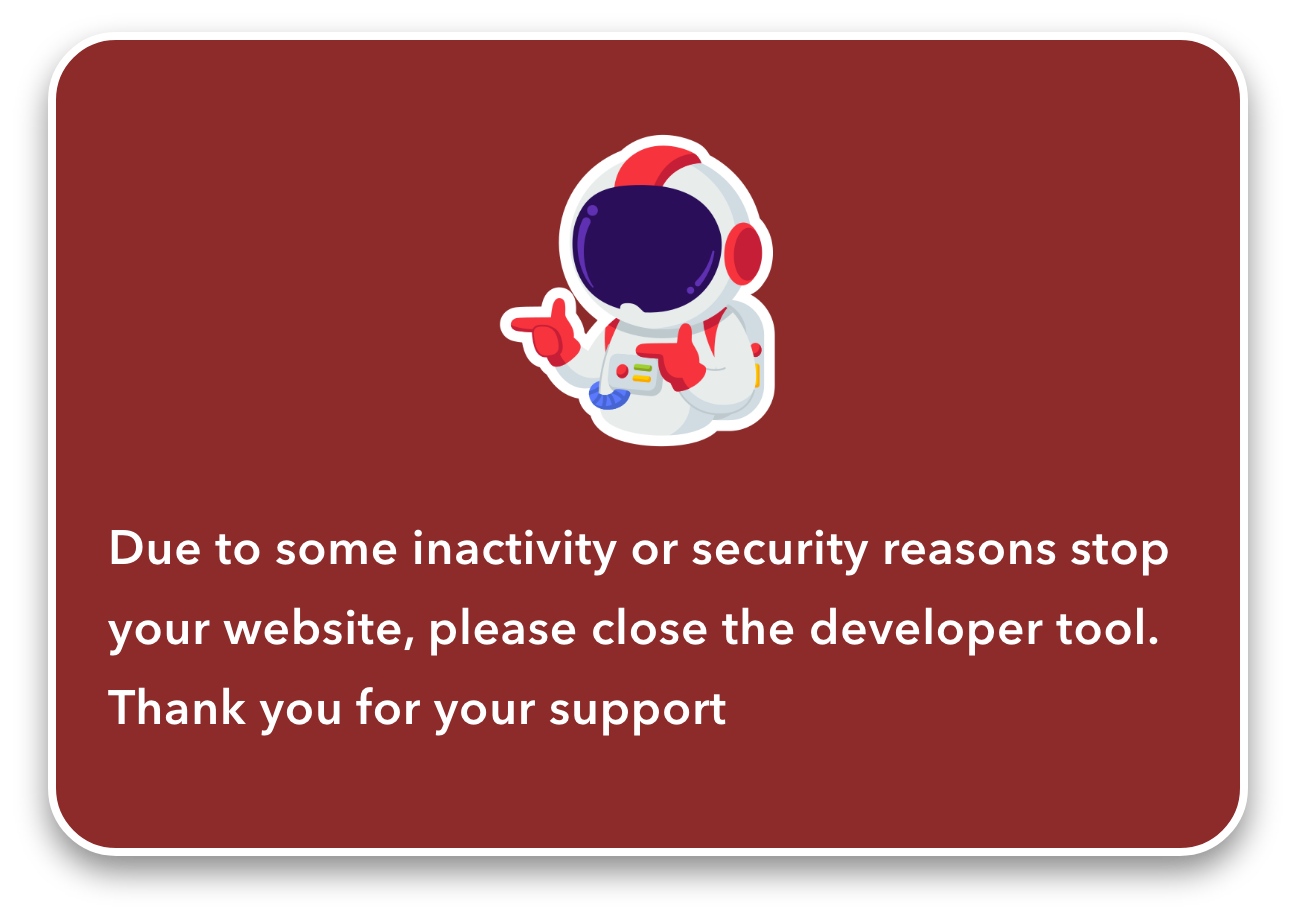 Due to some inactivity or security reasons stop
your website, please close the developer tool.
Thank you for your support